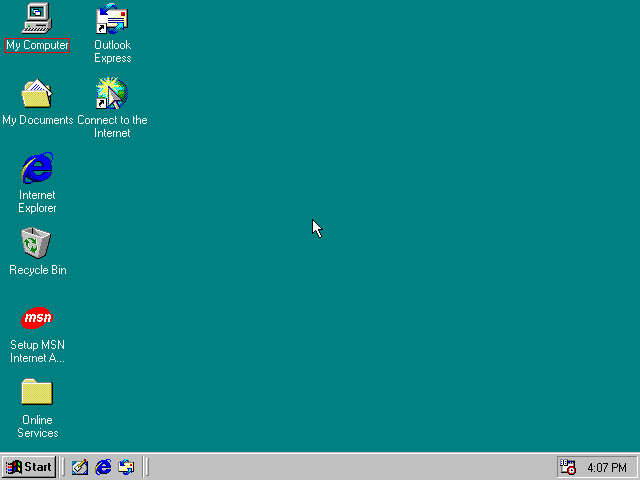 My Computer
Outlook
Express
My Documents
Connect to the
Internet
Internet
Explorer
Recycle Bin
msn
Setup MSN
Internet A...
Online
Services
Start
4:07 PM